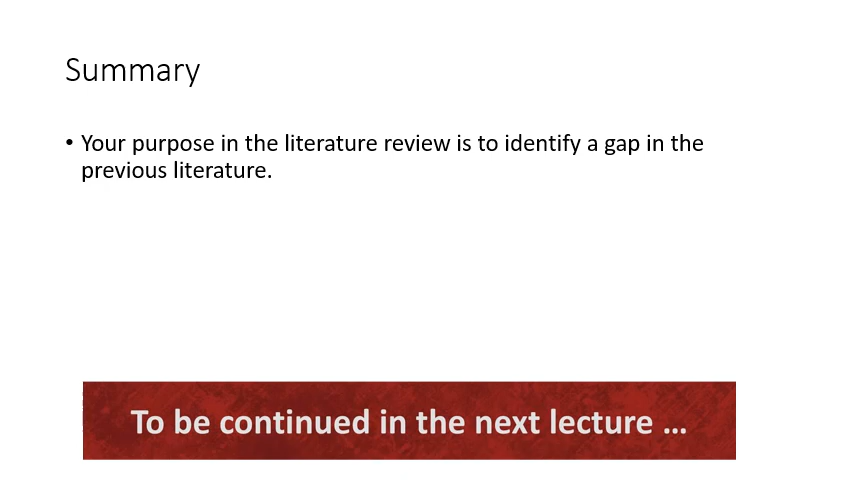 Summary
• Your purpose in the literature review is to identify a gap in the
previous literature.
To be continued in the next lecture ...